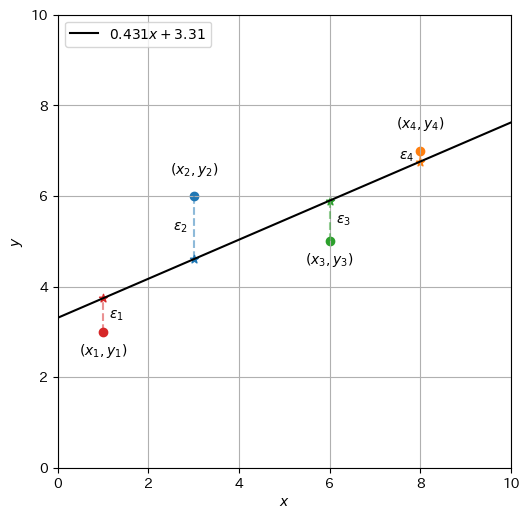 10
0.431x + 3.31
(x₄, y₄)
8
ε₄
(x₂, y₂)
6
ε₂
ε₃
y
(x₃, y₃)
4
ε₁
(x₁, y₁)
2
0
0 2 4 6 8 10
x